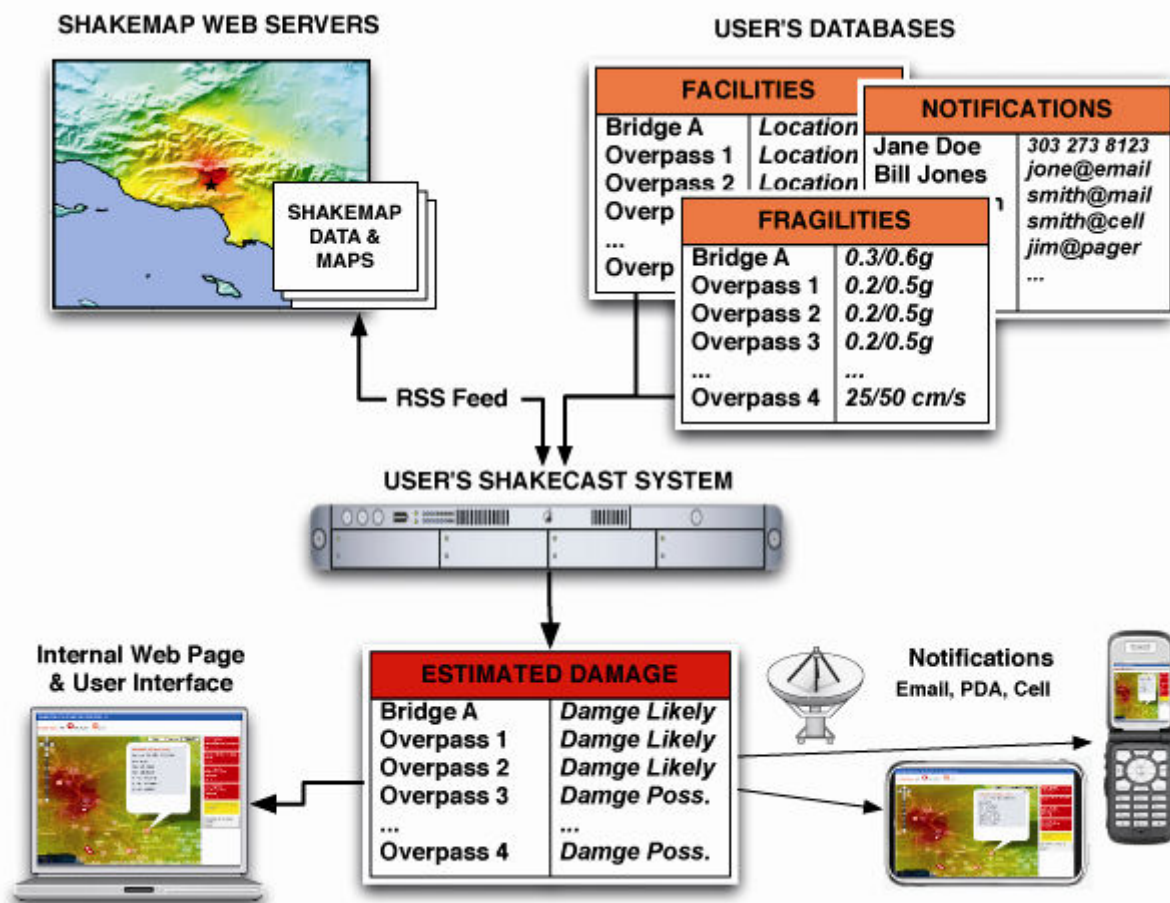 SHAKEMAP WEB SERVERS
SHAKEMAP
DATA &
MAPS
USER'S DATABASES
FACILITIES
Bridge A Location
Overpass 1 Location
Overpass 2 Location
Overp
...
Overp
NOTIFICATIONS
Jane Doe 303 273 8123
Bill Jones jone@email
smith@mail
smith@cell
jim@pager
...
FRAGILITIES
Bridge A 0.3/0.6g
Overpass 1 0.2/0.5g
Overpass 2 0.2/0.5g
Overpass 3 0.2/0.5g
... ...
Overpass 4 25/50 cm/s
RSS Feed
USER'S SHAKECAST SYSTEM
Internal Web Page
& User Interface
ESTIMATED DAMAGE
Bridge A Damge Likely
Overpass 1 Damge Likely
Overpass 2 Damge Likely
Overpass 3 Damge Poss.
... ...
Overpass 4 Damge Poss.
Notifications
Email, PDA, Cell